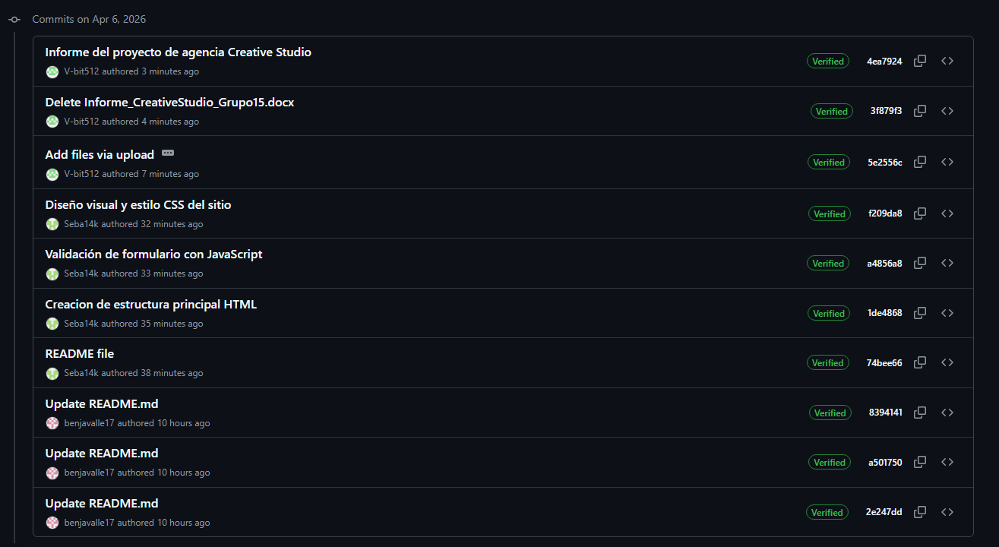 Commits on Apr 6, 2026
Informe del proyecto de agencia Creative Studio
V-bit512 authored 3 minutes ago
Verified 4ea7924
Delete Informe_CreativeStudio_Grupo15.docx
V-bit512 authored 4 minutes ago
Verified 3f879f3
Add files via upload
V-bit512 authored 7 minutes ago
Verified 5e2556c
Diseño visual y estilo CSS del sitio
Seba14k authored 32 minutes ago
Verified f209da8
Validación de formulario con JavaScript
Seba14k authored 33 minutes ago
Verified a4856a8
Creacion de estructura principal HTML
Seba14k authored 35 minutes ago
Verified 1de4868
README file
Seba14k authored 38 minutes ago
Verified 74bee66
Update README.md
benjavalle17 authored 10 hours ago
Verified 8394141
Update README.md
benjavalle17 authored 10 hours ago
Verified a501750
Update README.md
benjavalle17 authored 10 hours ago
Verified 2e247dd